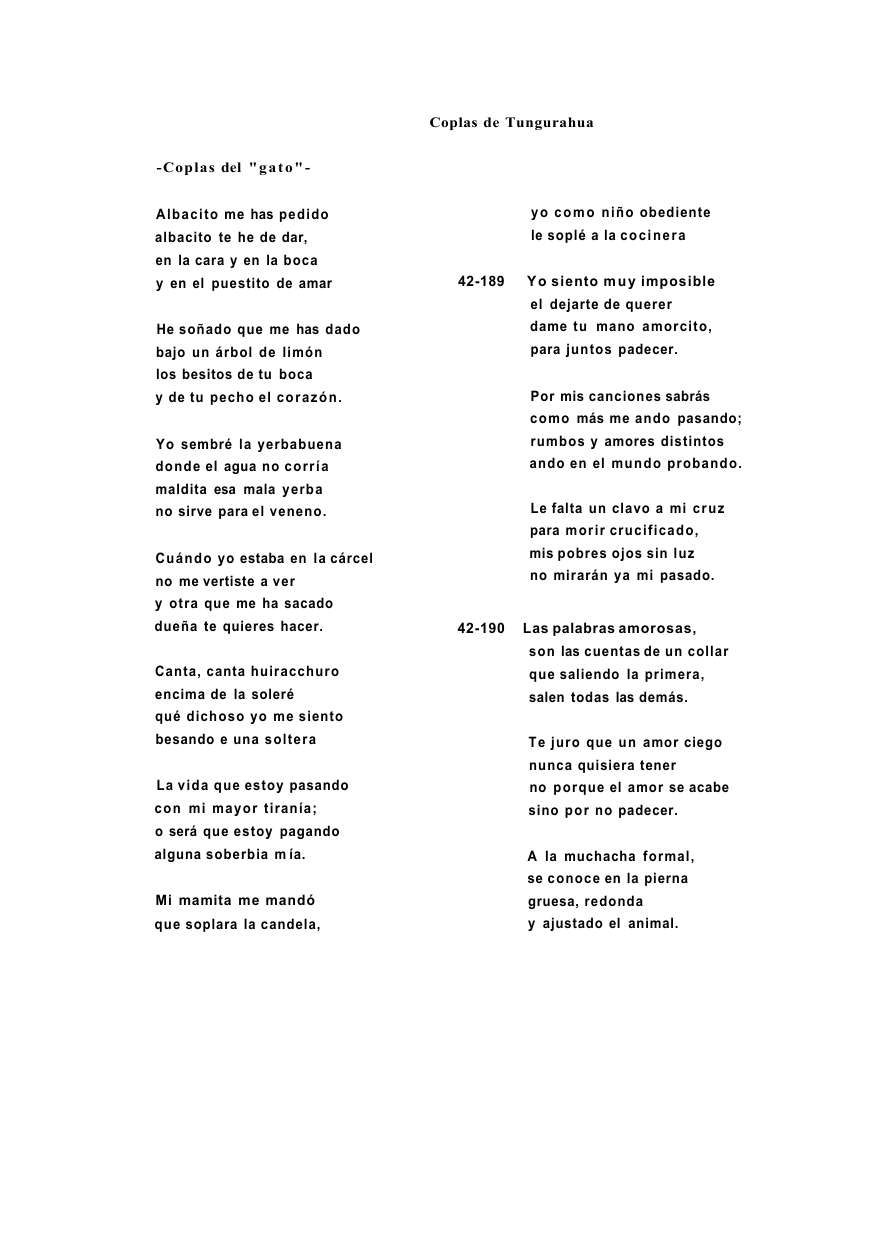 Coplas de Tungurahua
-Coplas del "gato"-
Albacito me has pedido
albacito te he de dar,
en la cara y en la boca
y en el puestito de amar
He soñado que me has dado
bajo un árbol de limón
los besitos de tu boca
y de tu pecho el corazón.
Yo sembré la yerbabuena
donde el agua no corría
maldita esa mala yerba
no sirve para el veneno.
Cuándo yo estaba en la cárcel
no me vertiste a ver
y otra que me ha sacado
dueña te quieres hacer.
Canta, canta huiracchuro
encima de la soleré
qué dichoso yo me siento
besando e una soltera
La vida que estoy pasando
con mi mayor tiranía;
o será que estoy pagando
alguna soberbia mía.
Mi mamita me mandó
que soplara la candela,
yo como niño obediente
le soplé a la cocinera
42-189 Yo siento muy imposible
el dejarte de querer
dame tu mano amorcito,
para juntos padecer.
Por mis canciones sabrás
como más me ando pasando;
rumbos y amores distintos
ando en el mundo probando.
Le falta un clavo a mi cruz
para morir crucificado,
mis pobres ojos sin luz
no mirarán ya mi pasado.
42-190 Las palabras amorosas,
son las cuentas de un collar
que saliendo la primera,
salen todas las demás.
Te juro que un amor ciego
nunca quisiera tener
no porque el amor se acabe
sino por no padecer.
A la muchacha formal,
se conoce en la pierna
gruesa, redonda
y ajustado el animal.